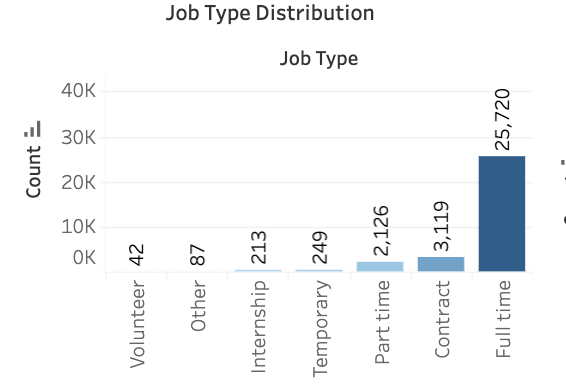 Job Type Distribution
Job Type
Count
40K
30K
20K
10K
0K
42
87
213
249
2,126
3,119
25,720
Volunteer
Other
Internship
Temporary
Part time
Contract
Full time